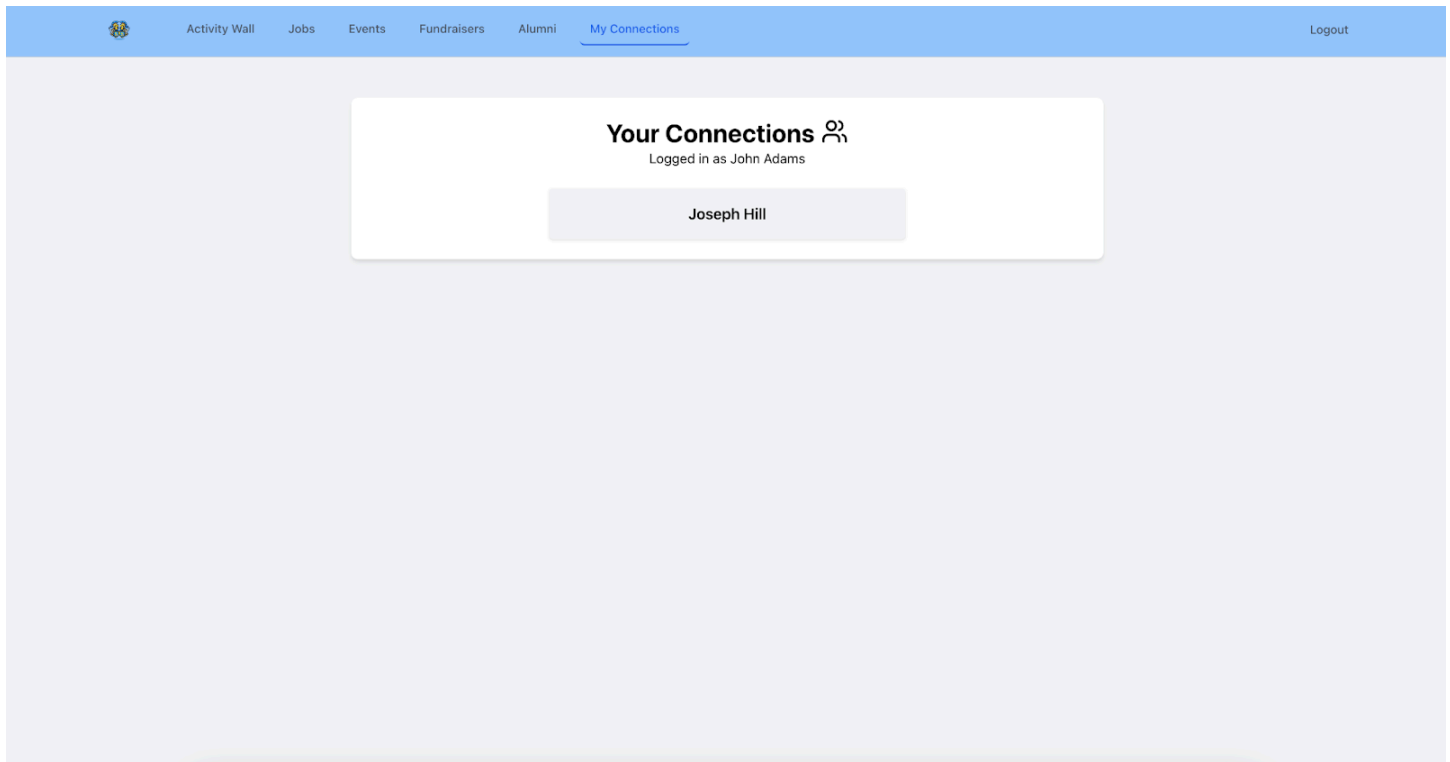 Activity Wall Jobs Events Fundraisers Alumni My Connections Logout
Your Connections
Logged in as John Adams
Joseph Hill